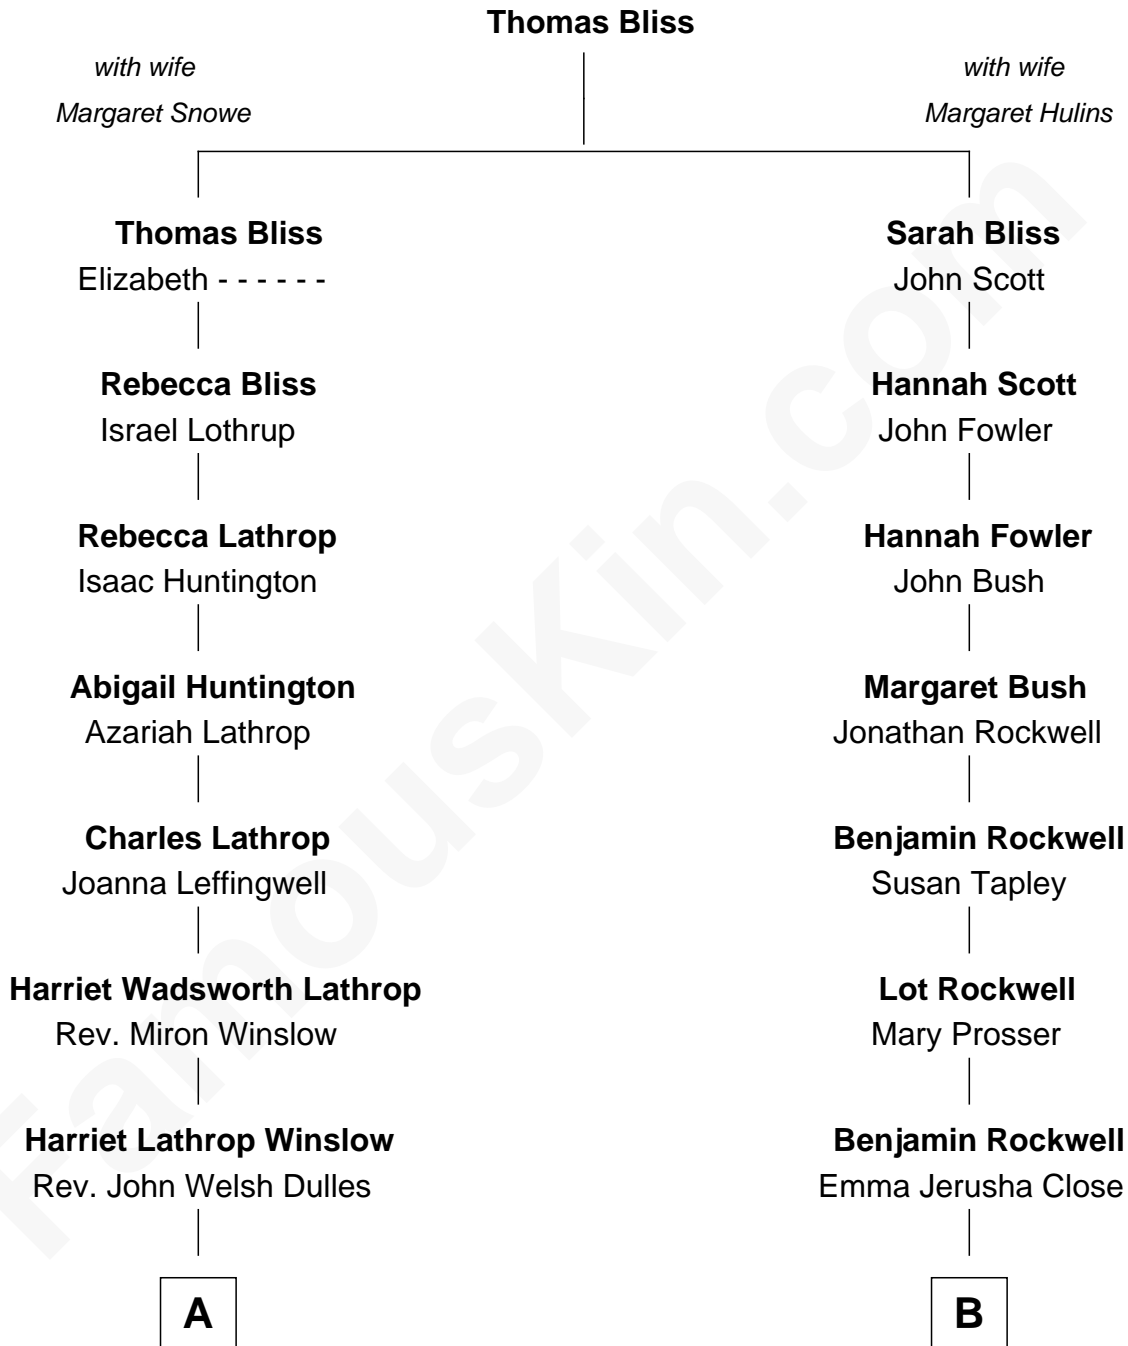 Thomas Bliss
with wife
Margaret Snowe
with wife
Margaret Hulins
Thomas Bliss
Elizabeth - - - - - -
Sarah Bliss
John Scott
Rebecca Bliss
Israel Lothrup
Hannah Scott
John Fowler
Rebecca Lathrop
Isaac Huntington
Hannah Fowler
John Bush
Abigail Huntington
Azariah Lathrop
Margaret Bush
Jonathan Rockwell
Charles Lathrop
Joanna Leffingwell
Benjamin Rockwell
Susan Tapley
Harriet Wadsworth Lathrop
Rev. Miron Winslow
Lot Rockwell
Mary Prosser
Harriet Lathrop Winslow
Rev. John Welsh Dulles
Benjamin Rockwell
Emma Jerusha Close
A
B
FamousKin.com